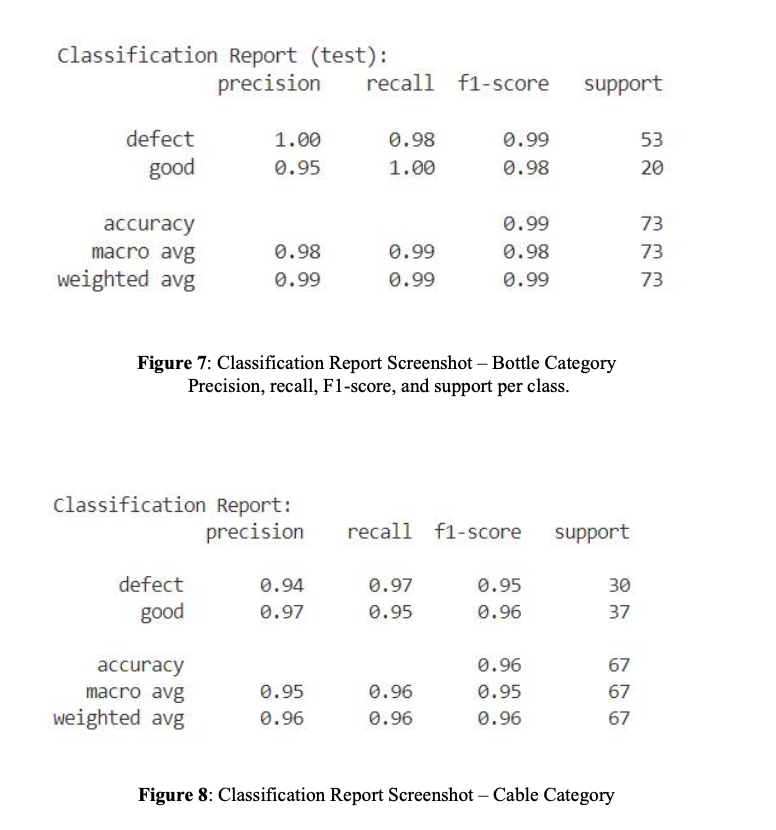 Classification Report (test):
precision recall f1-score support
defect 1.00 0.98 0.99 53
good 0.95 1.00 0.98 20
accuracy 0.99 73
macro avg 0.98 0.99 0.98 73
weighted avg 0.99 0.99 0.99 73
Figure 7: Classification Report Screenshot – Bottle Category
Precision, recall, F1-score, and support per class.
Classification Report:
precision recall f1-score support
defect 0.94 0.97 0.95 30
good 0.97 0.95 0.96 37
accuracy 0.96 67
macro avg 0.95 0.96 0.95 67
weighted avg 0.96 0.96 0.96 67
Figure 8: Classification Report Screenshot – Cable Category